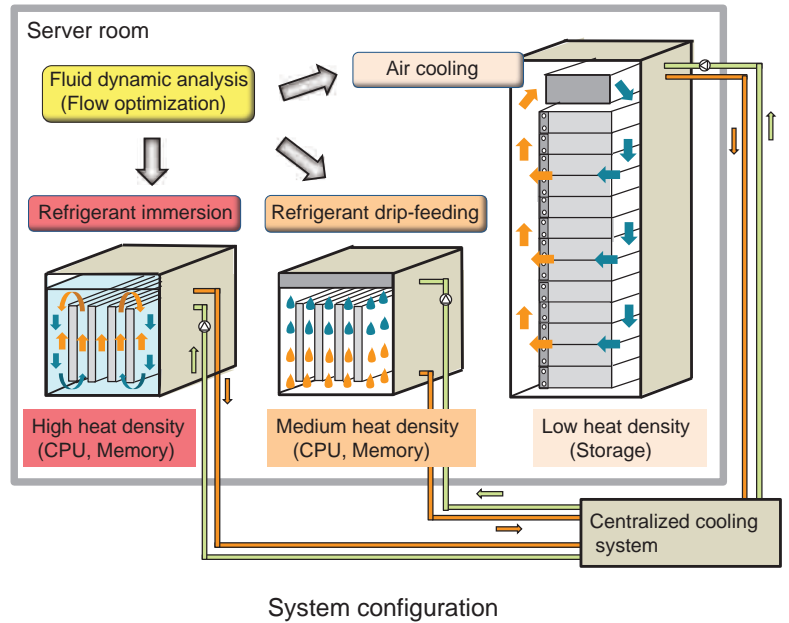 Server room
Fluid dynamic analysis
(Flow optimization)
Air cooling
Refrigerant immersion
Refrigerant drip-feeding
High heat density
(CPU, Memory)
Medium heat density
(CPU, Memory)
Low heat density
(Storage)
Centralized cooling
system
System configuration